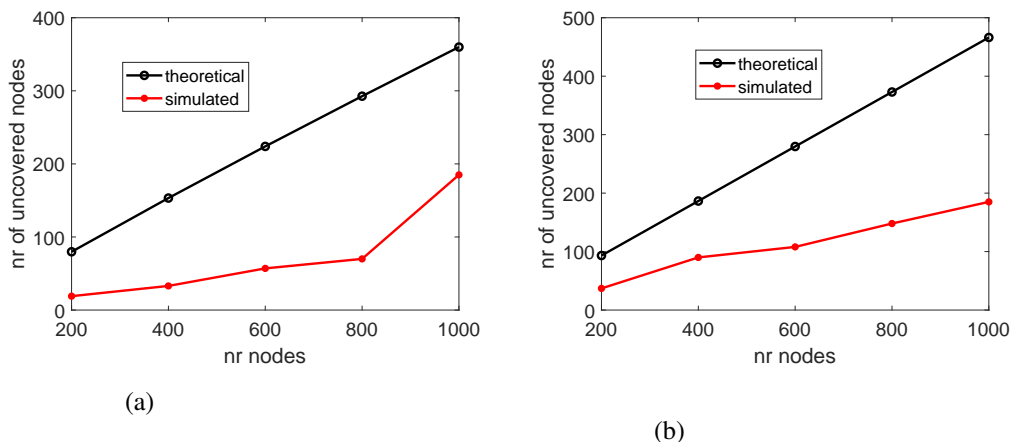 400
300
200
100
0
nr of uncovered nodes
theoretical
simulated
200 400 600 800 1000
nr nodes
(a)
500
400
300
200
100
0
nr of uncovered nodes
theoretical
simulated
200 400 600 800 1000
nr nodes
(b)